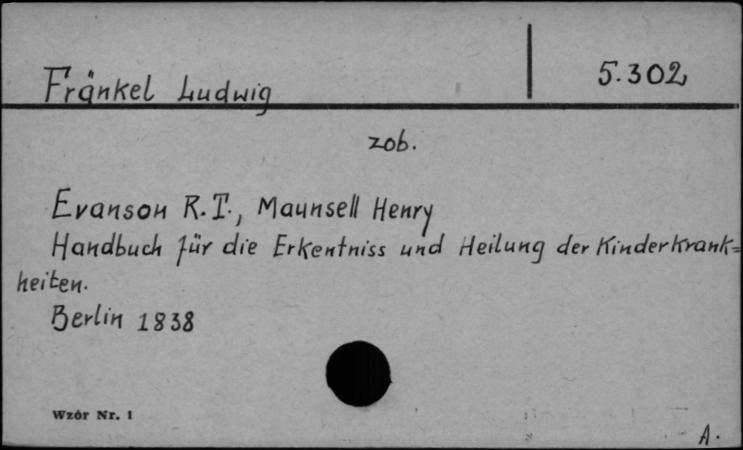 Fränkel Ludwig
5.302
zob.
Evanson R.T., Maunsell Henry
Handbuch für die Erkentniss und Heilung der Kinderkrank=
heiten.
Berlin 1838
Wzór Nr. 1
A.